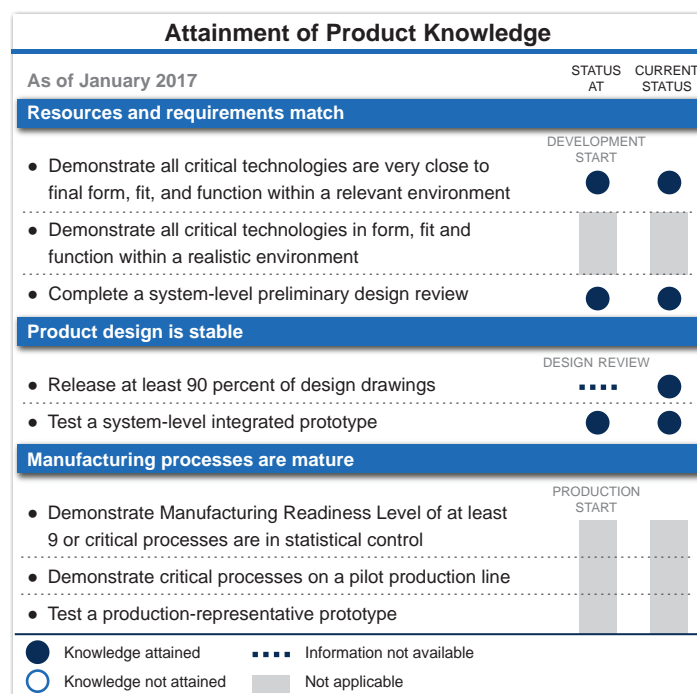 Attainment of Product Knowledge
As of January 2017
STATUS AT
CURRENT STATUS
Resources and requirements match
DEVELOPMENT START
● Demonstrate all critical technologies are very close to
final form, fit, and function within a relevant environment
● Demonstrate all critical technologies in form, fit and
function within a realistic environment
● Complete a system-level preliminary design review
Product design is stable
DESIGN REVIEW
● Release at least 90 percent of design drawings
● Test a system-level integrated prototype
Manufacturing processes are mature
PRODUCTION START
● Demonstrate Manufacturing Readiness Level of at least
9 or critical processes are in statistical control
● Demonstrate critical processes on a pilot production line
● Test a production-representative prototype
Knowledge attained
Information not available
Knowledge not attained
Not applicable